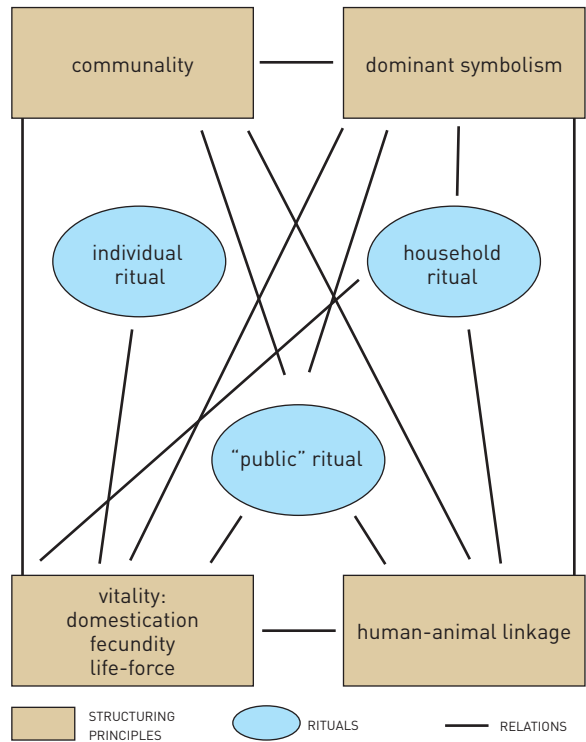 communality
dominant symbolism
individual
ritual
household
ritual
“public” ritual
vitality:
domestication
fecundity
life-force
human-animal linkage
STRUCTURING
PRINCIPLES
RITUALS
RELATIONS